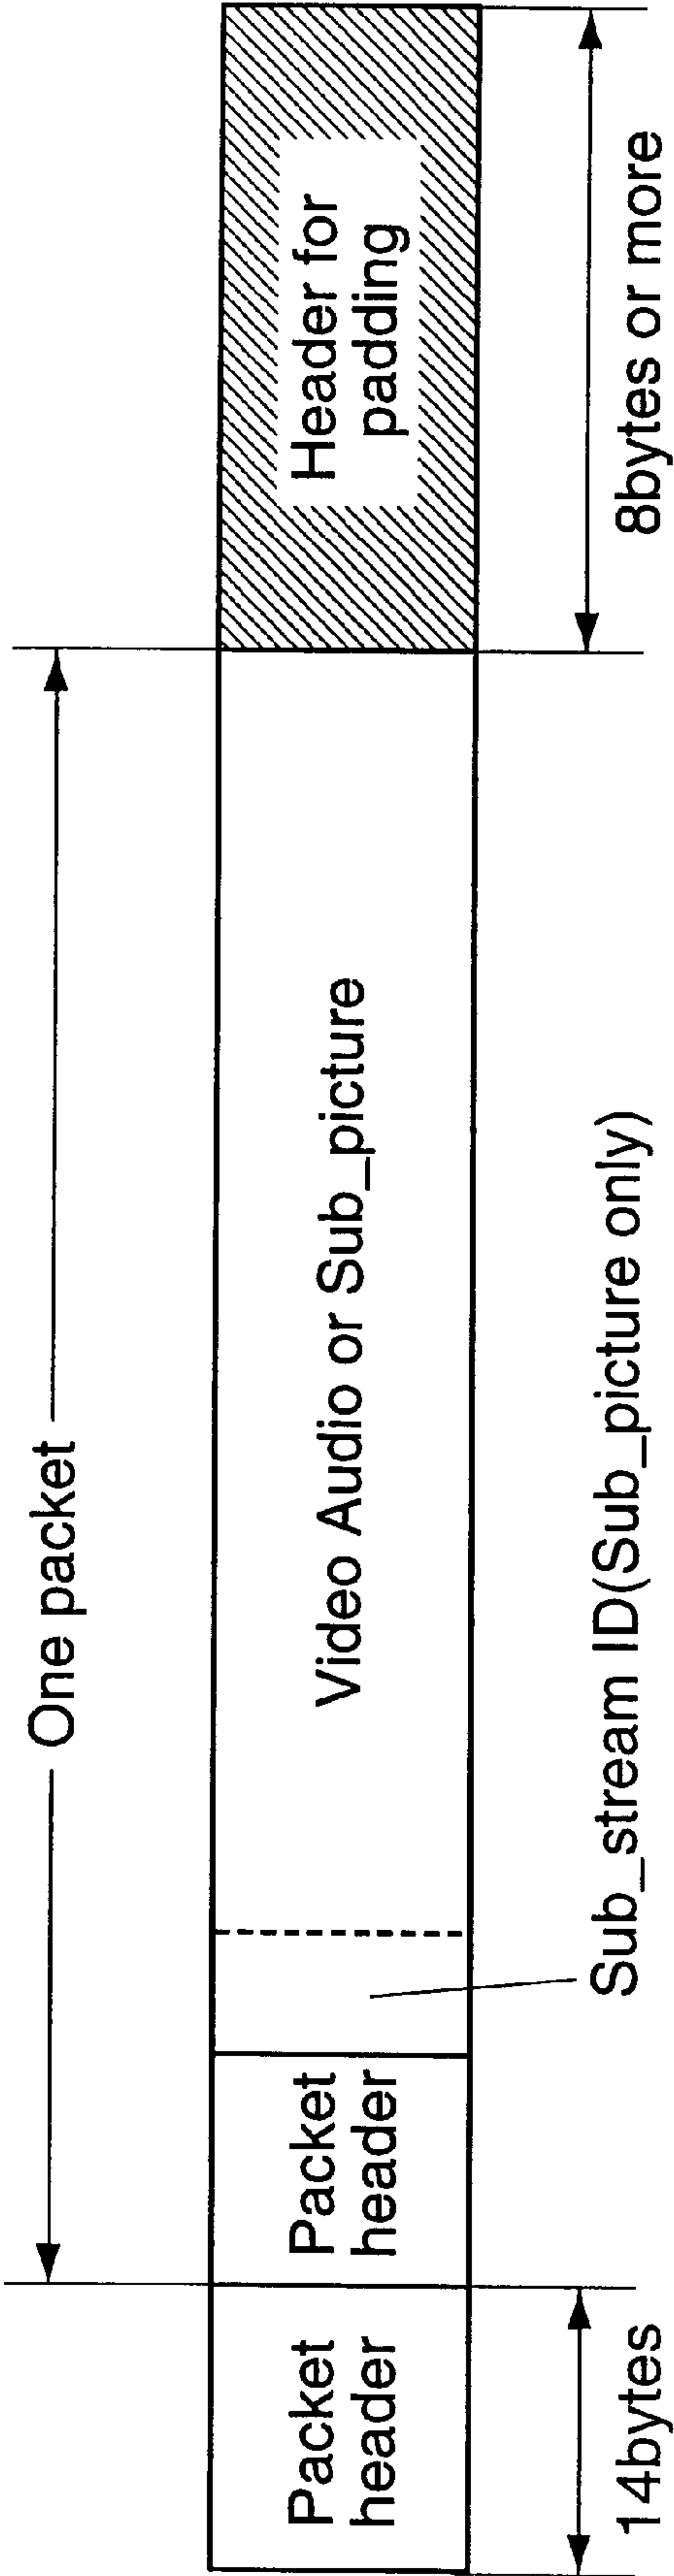 One packet
Packet
header
Packet
header
Video Audio or Sub_picture
Header for
padding
14bytes
Sub_stream ID(Sub_picture only)
8bytes or more